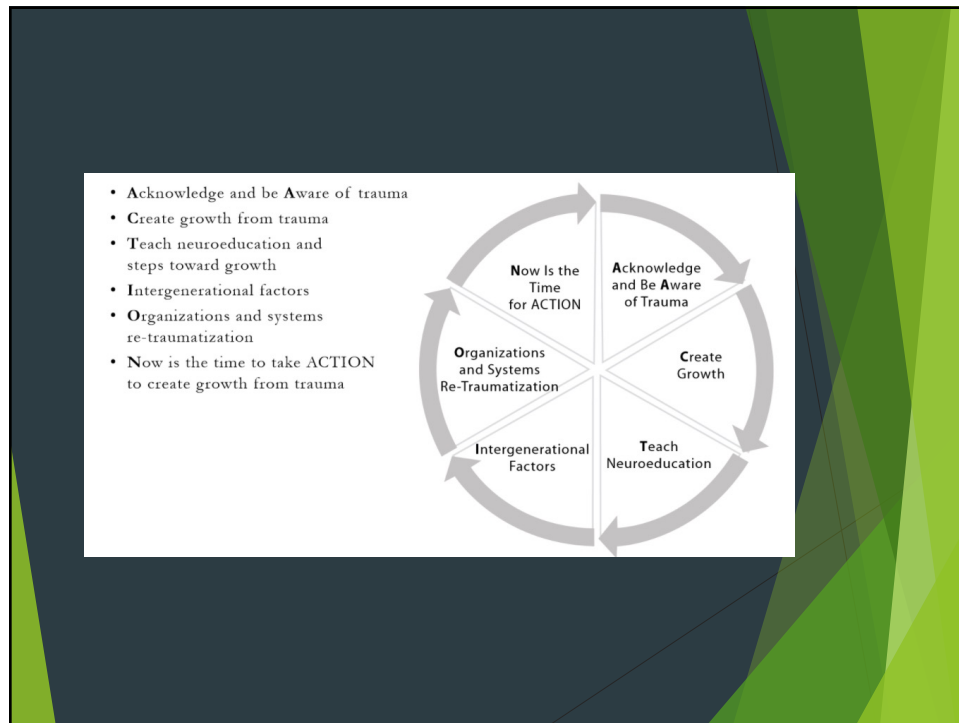 • Acknowledge and be Aware of trauma
• Create growth from trauma
• Teach neuroeducation and
steps toward growth
• Intergenerational factors
• Organizations and systems
re-traumatization
• Now is the time to take ACTION
to create growth from trauma
Now Is the
Time
for ACTION
Acknowledge
and Be Aware
of Trauma
Organizations
and Systems
Re-Traumatization
Create
Growth
Intergenerational
Factors
Teach
Neuroeducation